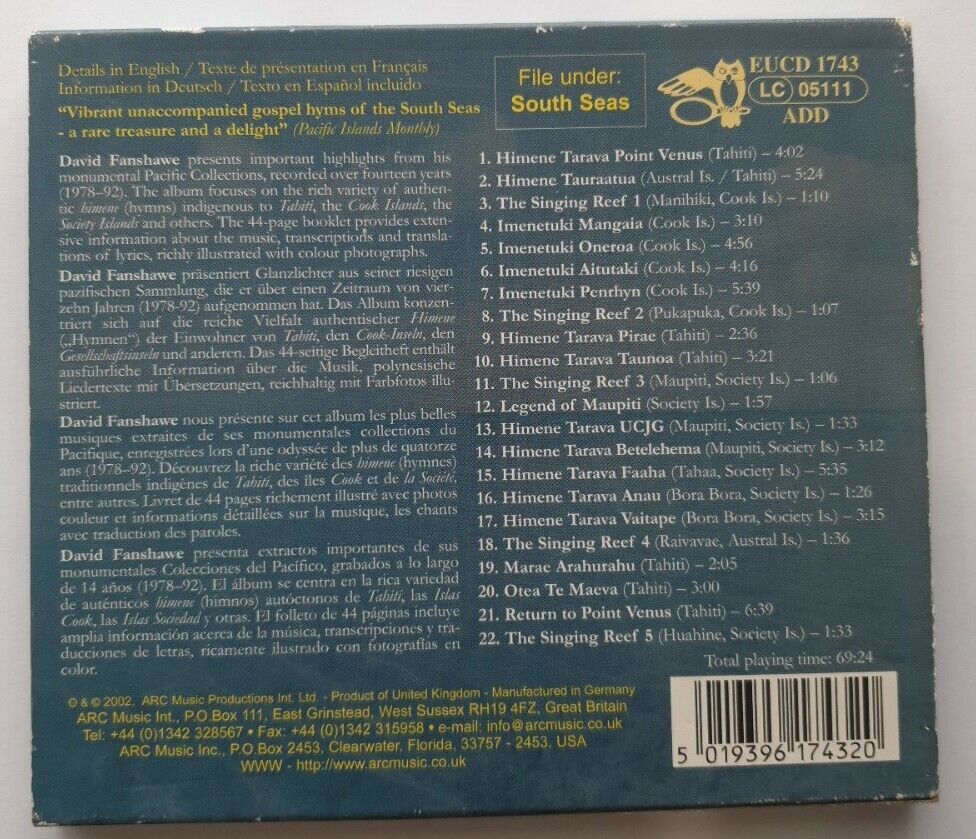 Details in English / Texte de présentation en Français
Information in Deutsch / Texto en Español incluido
“Vibrant unaccompanied gospel hyms of the South Seas
- a rare treasure and a delight” (Pacific Islands Monthly)
David Fanshawe presents important highlights from his
monumental Pacific Collections, recorded over fourteen years
(1978–92). The album focuses on the rich variety of authen-
tic himene (hymns) indigenous to Tahiti, the Cook Islands, the
Society Islands and others. The 44-page booklet provides exten-
sive information about the music, transcriptions and transla-
tions of lyrics, richly illustrated with colour photographs.
David Fanshawe präsentiert Glanzlichter aus seiner riesigen
pazifischen Sammlung, die er über einen Zeitraum von vier-
zehn Jahren (1978-92) aufgenommen hat. Das Album konzen-
triert sich auf die reiche Vielfalt authentischer Himene
(„Hymnen“) der Einwohner von Tahiti, den Cook-Inseln, den
Gesellschaftsinseln und anderen. Das 44-seitige Begleitheft enthält
ausführliche Information über die Musik, polynesische
Liedertexte mit Übersetzungen, reichhaltig mit Farbfotos illu-
striert.
David Fanshawe nous présente sur cet album les plus belles
musiques extraites de ses monumentales collections du
Pacifique, enregistrées lors d'une odyssée de plus de quatorze
ans (1978–92). Découvrez la riche variété des himene (hymnes)
traditionnels indigènes de Tahiti, des îles Cook et de la Société,
entre autres. Livret de 44 pages richement illustré avec photos
couleur et informations détaillées sur la musique, les chants
avec traduction des paroles.
David Fanshawe presenta extractos importantes de sus
monumentales Colecciones del Pacífico, grabados a lo largo
de 14 años (1978–92). El álbum se centra en la rica variedad
de auténticos himene (himnos) autóctonos de Tahiti, las Islas
Cook, las Islas Sociedad y otras. El folleto de 44 páginas incluye
amplia información acerca de la música, transcripciones y tra-
ducciones de letras, ricamente ilustrado con fotografías en
color.
File under:
South Seas
EUCD 1743
LC 05111
ADD
1. Himene Tarava Point Venus (Tahiti) – 4:02
2. Himene Tauraatua (Austral Is. / Tahiti) – 5:24
3. The Singing Reef 1 (Manihiki, Cook Is.) – 1:10
4. Imenetuki Mangaia (Cook Is.) – 3:10
5. Imenetuki Oneroa (Cook Is.) – 4:56
6. Imenetuki Aitutaki (Cook Is.) – 4:16
7. Imenetuki Penrhyn (Cook Is.) – 5:39
8. The Singing Reef 2 (Pukapuka, Cook Is.) – 1:07
9. Himene Tarava Pirae (Tahiti) – 2:36
10. Himene Tarava Taunoa (Tahiti) – 3:21
11. The Singing Reef 3 (Maupiti, Society Is.) – 1:06
12. Legend of Maupiti (Society Is.) – 1:57
13. Himene Tarava UCJG (Maupiti, Society Is.) – 1:33
14. Himene Tarava Betelehema (Maupiti, Society Is.) – 3:12
15. Himene Tarava Faaha (Tahaa, Society Is.) – 5:35
16. Himene Tarava Anau (Bora Bora, Society Is.) – 1:26
17. Himene Tarava Vaitape (Bora Bora, Society Is.) – 3:15
18. The Singing Reef 4 (Raivavae, Austral Is.) – 1:36
19. Marae Arahurahu (Tahiti) – 2:05
20. Otea Te Maeva (Tahiti) – 3:00
21. Return to Point Venus (Tahiti) – 6:39
22. The Singing Reef 5 (Huahine, Society Is.) – 1:33
Total playing time: 69:24
℗ & © 2002. ARC Music Productions Int. Ltd. - Product of United Kingdom - Manufactured in Germany
ARC Music Int., P.O.Box 111, East Grinstead, West Sussex RH19 4FZ, Great Britain
Tel: +44 (0)1342 328567 • Fax: +44 (0)1342 315958 • e-mail: info@arcmusic.co.uk
ARC Music Inc., P.O.Box 2453, Clearwater, Florida, 33757 - 2453, USA
WWW - http://www.arcmusic.co.uk
5 019396 174320